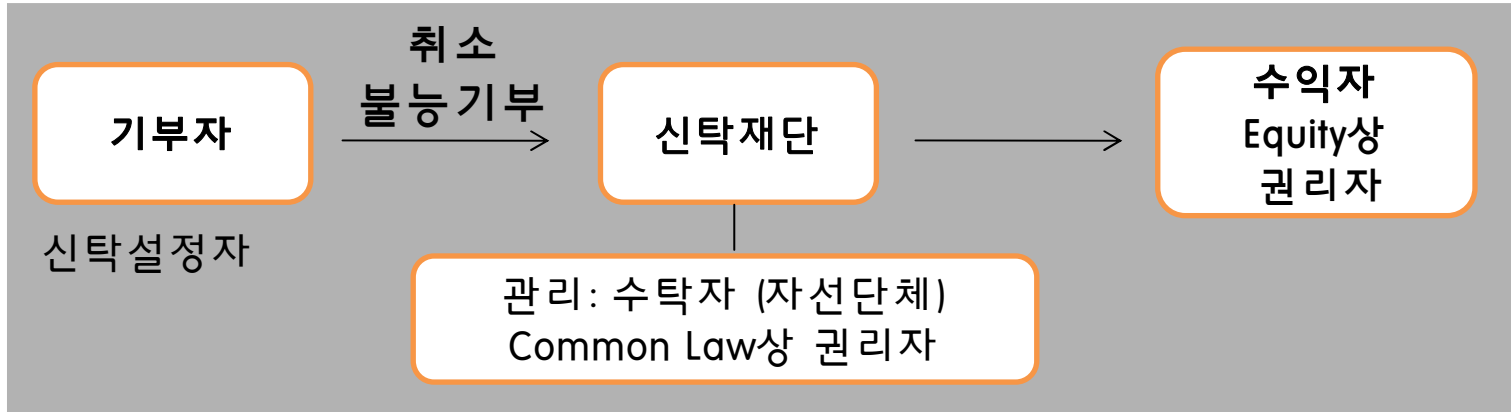 취소
불능기부
기부자
신탁재단
수익자
Equity상
권리자
신탁설정자
관리: 수탁자 (자선단체)
Common Law상 권리자